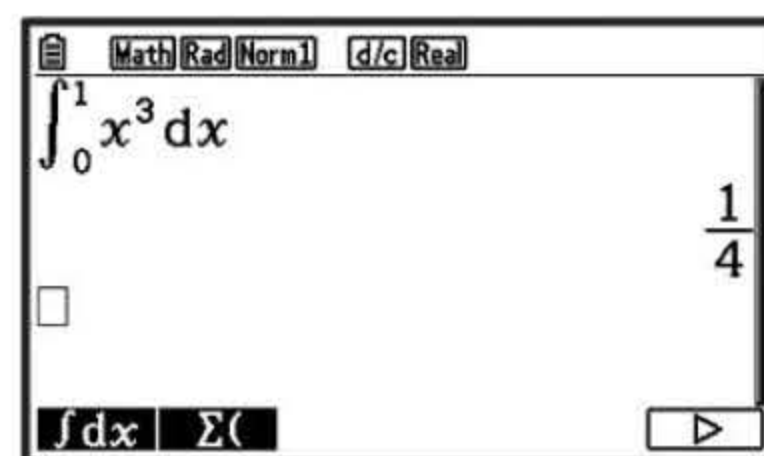 Math Rad Norm1 d/c Real
∫₀¹ x³ dx
1/4
∫dx Σ(